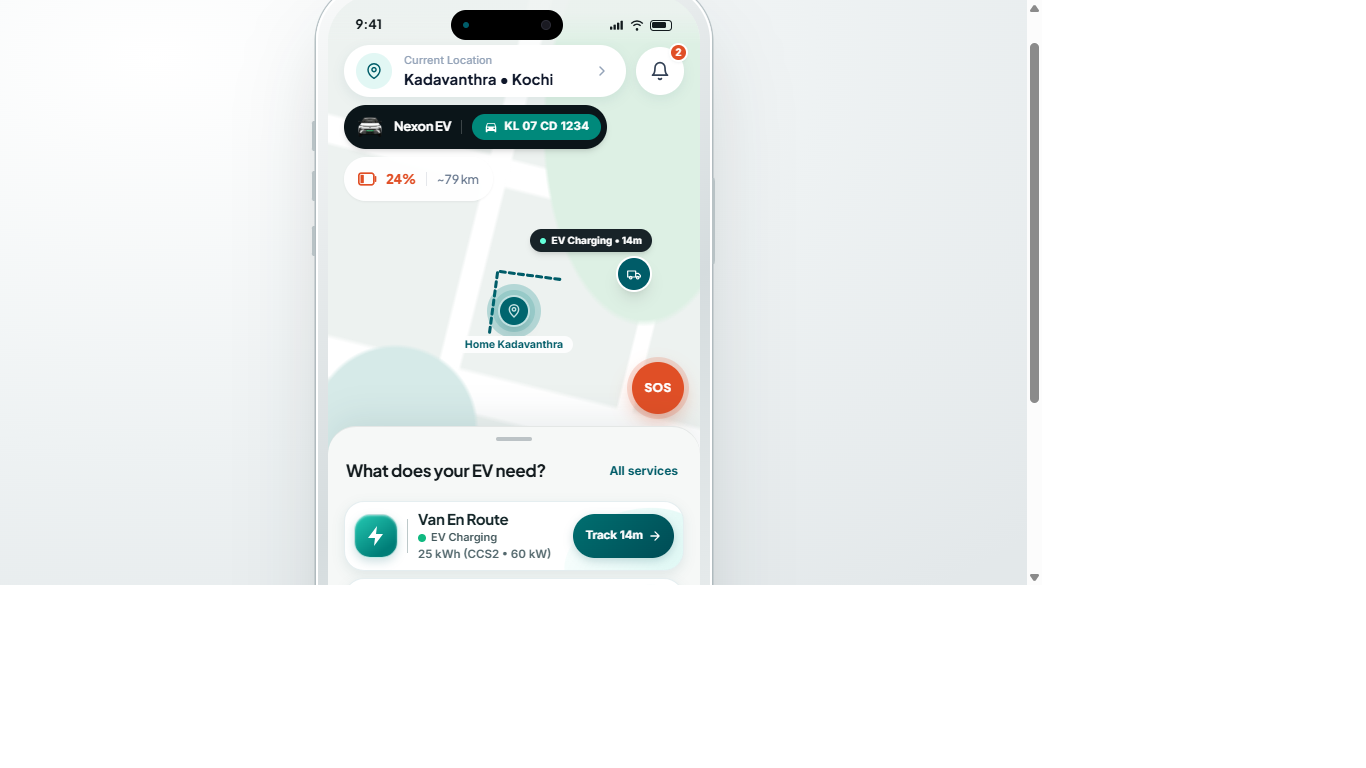 9:41
Current Location
Kadavanthra • Kochi
2
Nexon EV
KL 07 CD 1234
24%
~79 km
EV Charging • 14m
Home Kadavanthra
SOS
What does your EV need?
All services
Van En Route
EV Charging
25 kWh (CCS2 • 60 kW)
Track 14m →